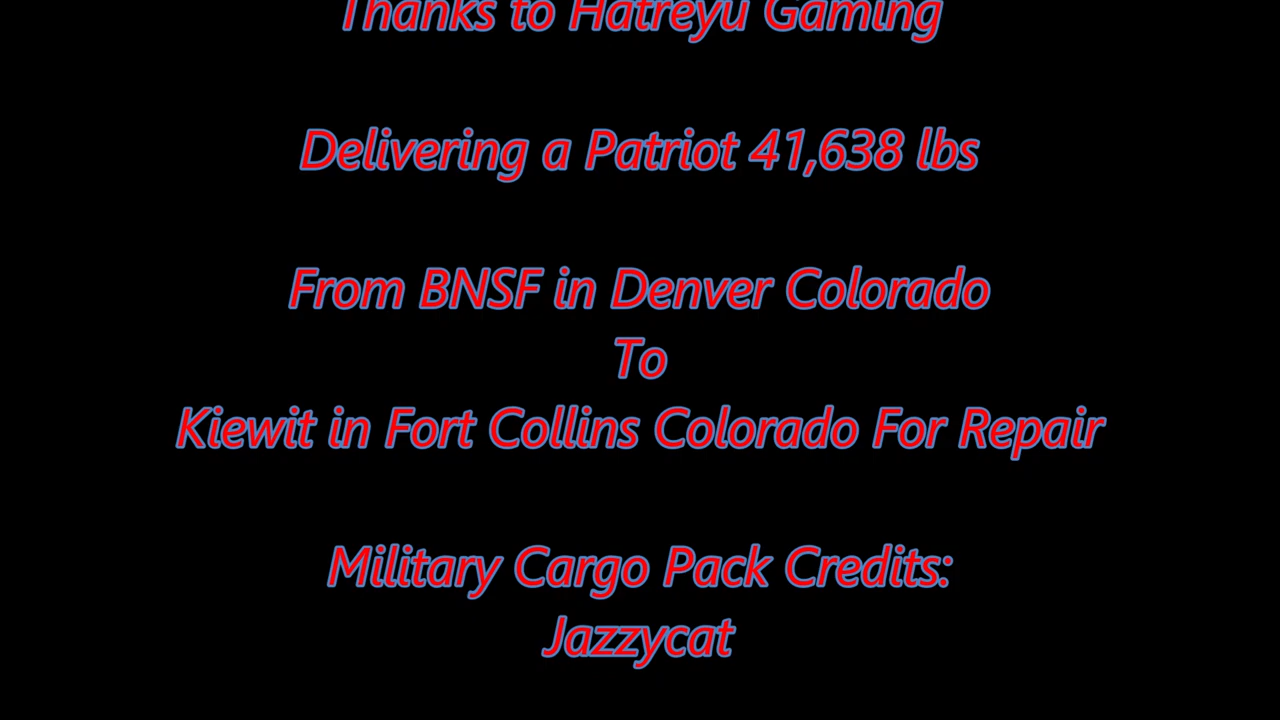 Thanks to Hatreyu Gaming
Delivering a Patriot 41,638 lbs
From BNSF in Denver Colorado
To
Kiewit in Fort Collins Colorado For Repair
Military Cargo Pack Credits:
Jazzycat